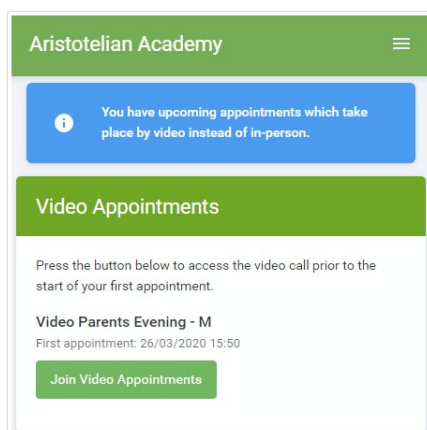 Aristotelian Academy
You have upcoming appointments which take
place by video instead of in-person.
Video Appointments
Press the button below to access the video call prior to the
start of your first appointment.
Video Parents Evening - M
First appointment: 26/03/2020 15:50
Join Video Appointments